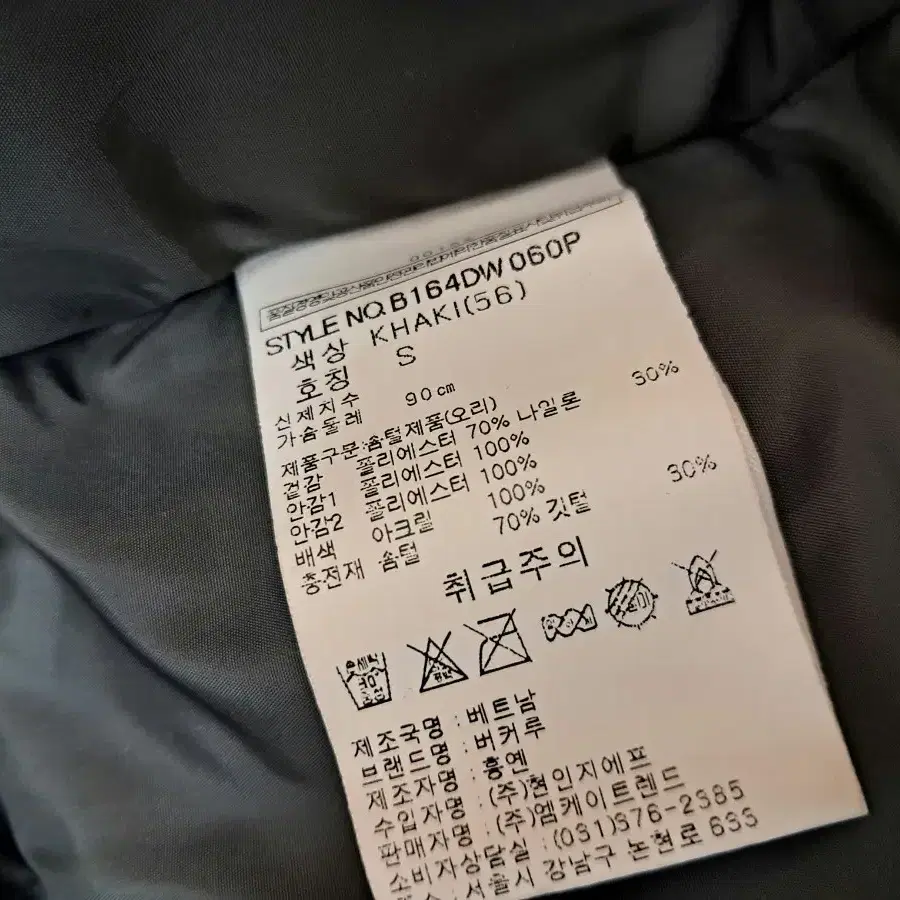 STYLE NO.B164DW 060P
색상 KHAKI(56)
호칭 S
신체치수
가슴둘레 90㎝
제품구분:솜털제품(오리)
겉감 폴리에스터 70% 나일론 30%
안감1 폴리에스터 100%
안감2 폴리에스터 100%
배색 아크릴 100%
충전재 솜털 70% 깃털 30%
취급주의
제조국명 : 베트남
브랜드명 : 버커루
제조자명 : 흥옌
수입자명 : (주)현인지에프
판매자명 : (주)엠케이트렌드
소비자상담실 : (031)376-2385
서울시 강남구 논현로 633